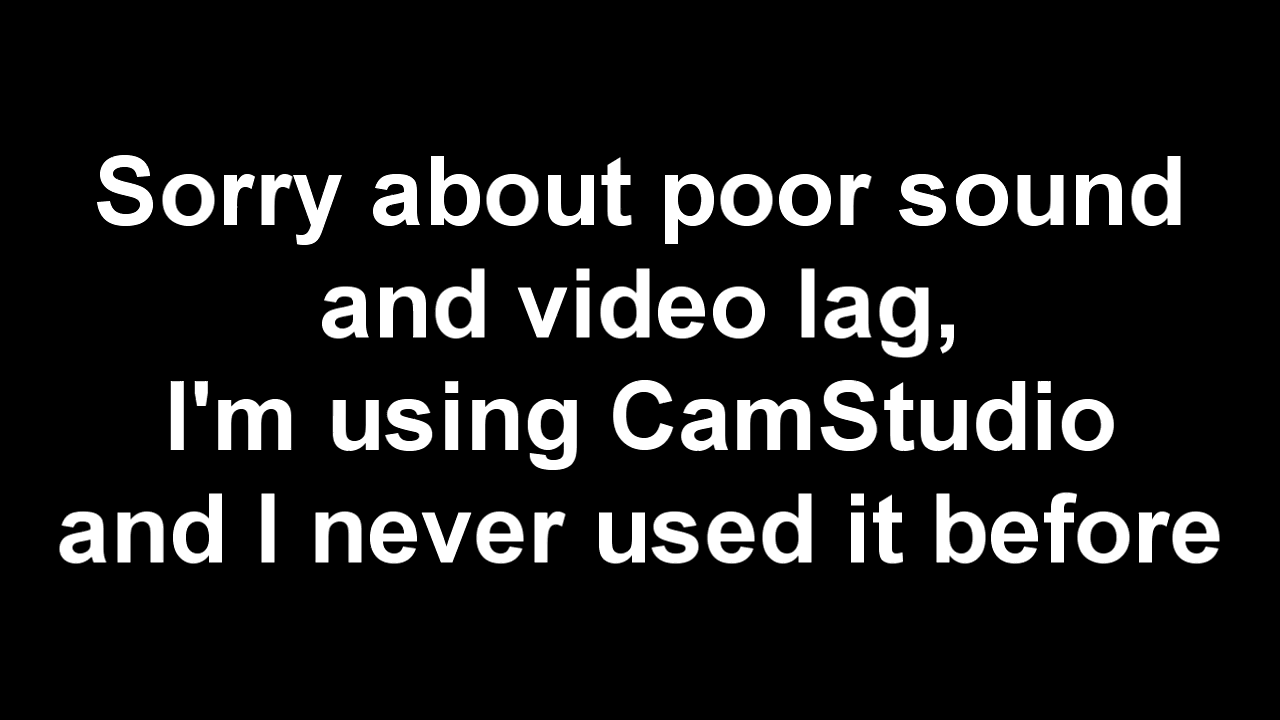 Sorry about poor sound
and video lag,
I'm using CamStudio
and I never used it before